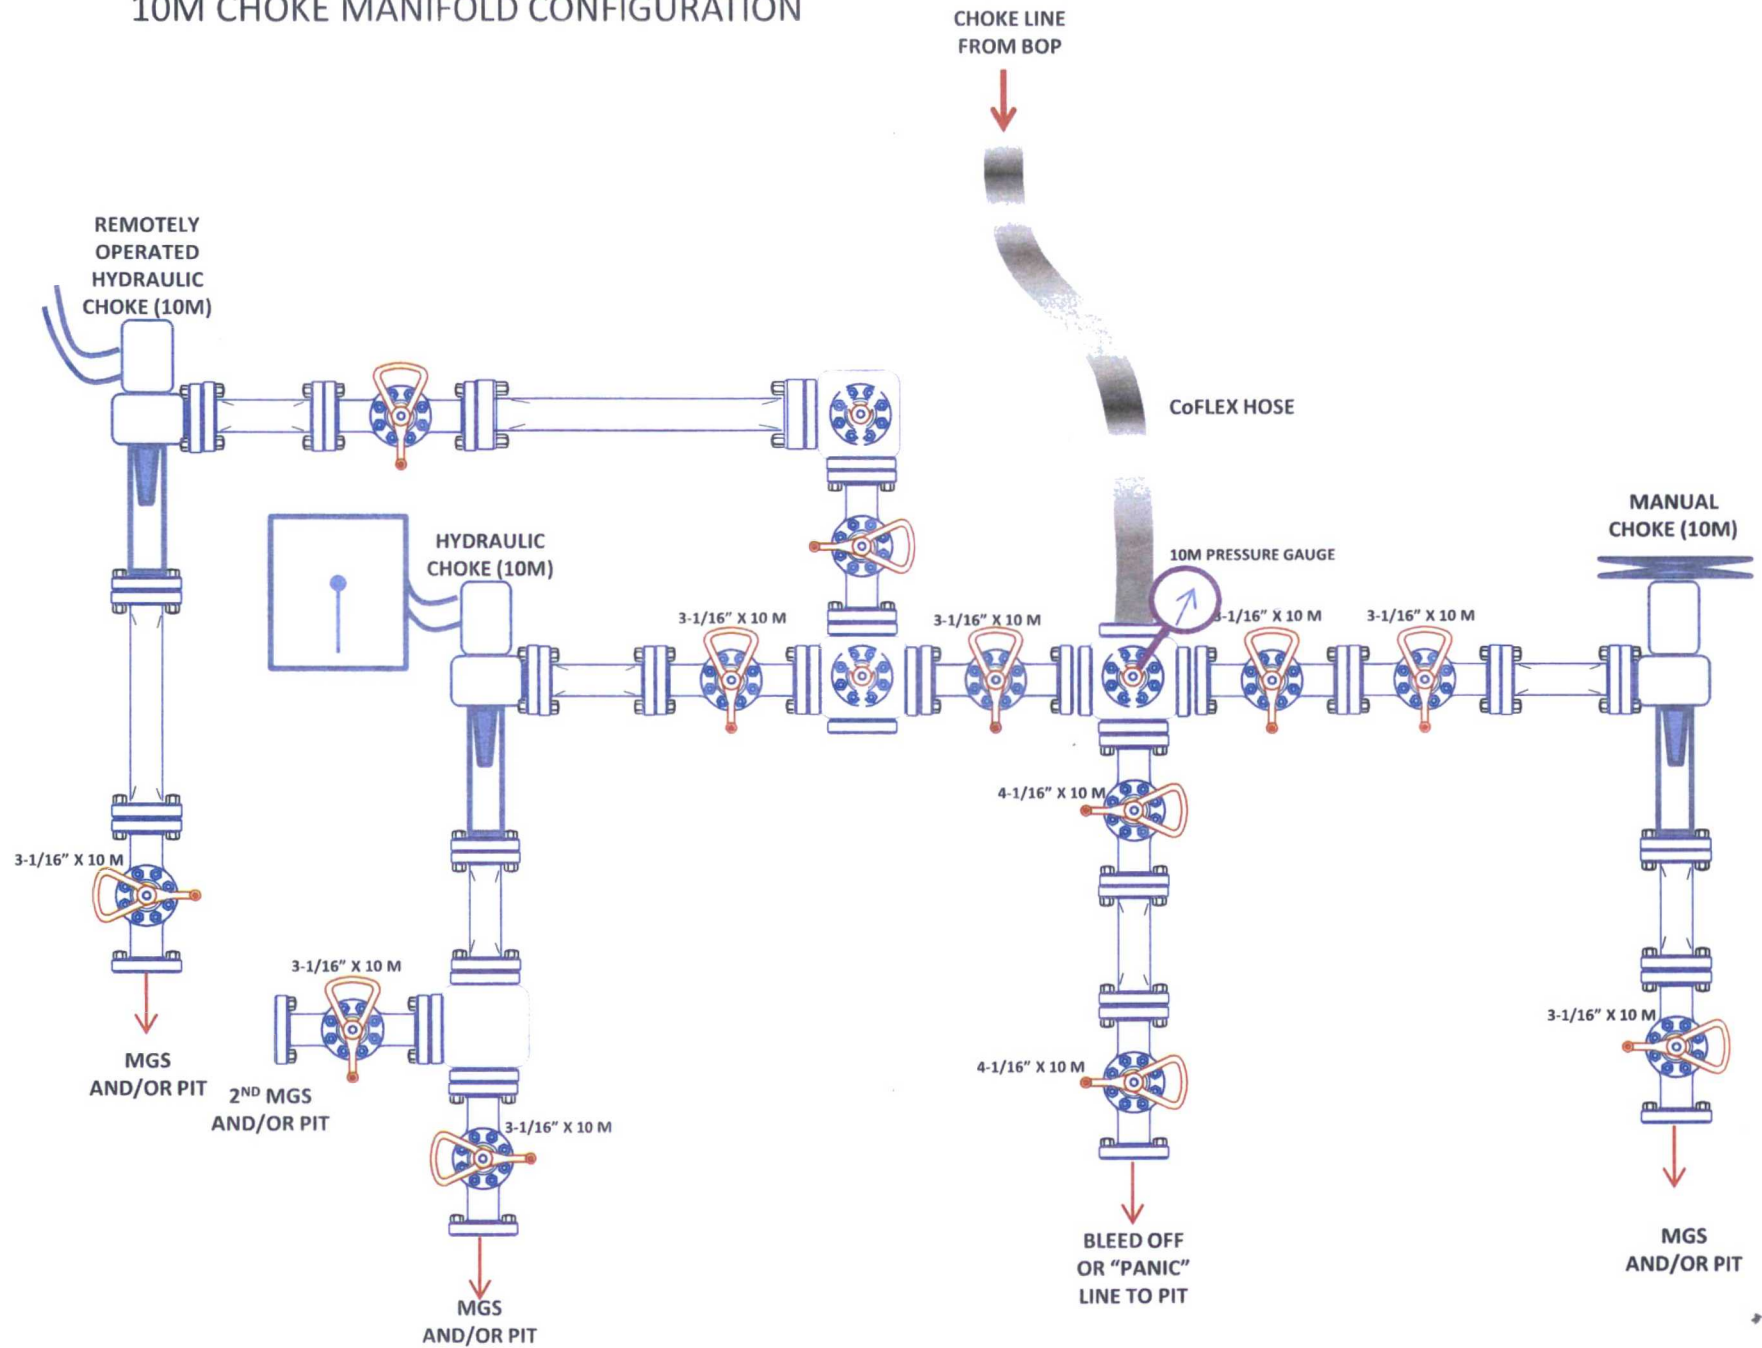 10M CHOKE MANIFOLD CONFIGURATION
CHOKE LINE
FROM BOP
REMOTELY
OPERATED
HYDRAULIC
CHOKE (10M)
CoFLEX HOSE
MANUAL
CHOKE (10M)
HYDRAULIC
CHOKE (10M)
10M PRESSURE GAUGE
3-1/16” X 10 M
3-1/16” X 10 M
3-1/16” X 10 M
3-1/16” X 10 M
4-1/16” X 10 M
3-1/16” X 10 M
3-1/16” X 10 M
3-1/16” X 10 M
4-1/16” X 10 M
MGS
AND/OR PIT
2ND MGS
AND/OR PIT
3-1/16” X 10 M
BLEED OFF
OR “PANIC”
LINE TO PIT
MGS
AND/OR PIT
MGS
AND/OR PIT